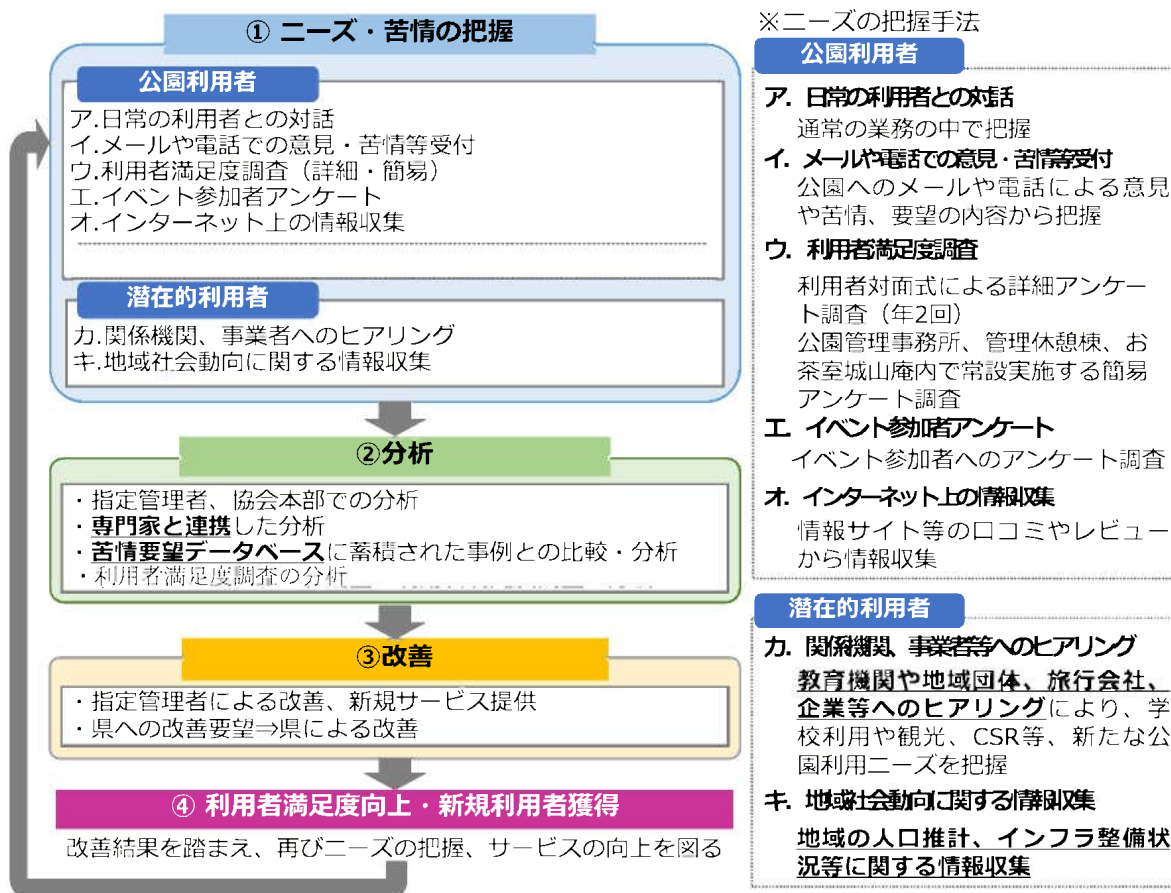 ① ニーズ・苦情の把握
公園利用者
ア.日常の利用者との対話
イ.メールや電話での意見・苦情等受付
ウ.利用者満足度調査（詳細・簡易）
エ.イベント参加者アンケート
オ.インターネット上の情報収集
潜在的利用者
カ.関係機関、事業者へのヒアリング
キ.地域社会動向に関する情報収集
②分析
・指定管理者、協会本部での分析
・専門家と連携した分析
・苦情要望データベースに蓄積された事例との比較・分析
・利用者満足度調査の分析
③改善
・指定管理者による改善、新規サービス提供
・県への改善要望⇒県による改善
④ 利用者満足度向上・新規利用者獲得
改善結果を踏まえ、再びニーズの把握、サービスの向上を図る
※ニーズの把握手法
公園利用者
ア. 日常の利用者との対話
通常の業務の中で把握
イ. メールや電話での意見・苦情等受付
公園へのメールや電話による意見
や苦情、要望の内容から把握
ウ. 利用者満足度調査
利用者対面式による詳細アンケー
ト調査（年2回）
公園管理事務所、管理休憩棟、お
茶室城山庵内で常設実施する簡易
アンケート調査
エ. イベント参加者アンケート
イベント参加者へのアンケート調査
オ. インターネット上の情報収集
情報サイト等の口コミやレビュー
から情報収集
潜在的利用者
カ. 関係機関、事業者等へのヒアリング
教育機関や地域団体、旅行会社、
企業等へのヒアリングにより、学
校利用や観光、CSR等、新たな公
園利用ニーズを把握
キ. 地域社会動向に関する情報収集
地域の人口推計、インフラ整備状
況等に関する情報収集